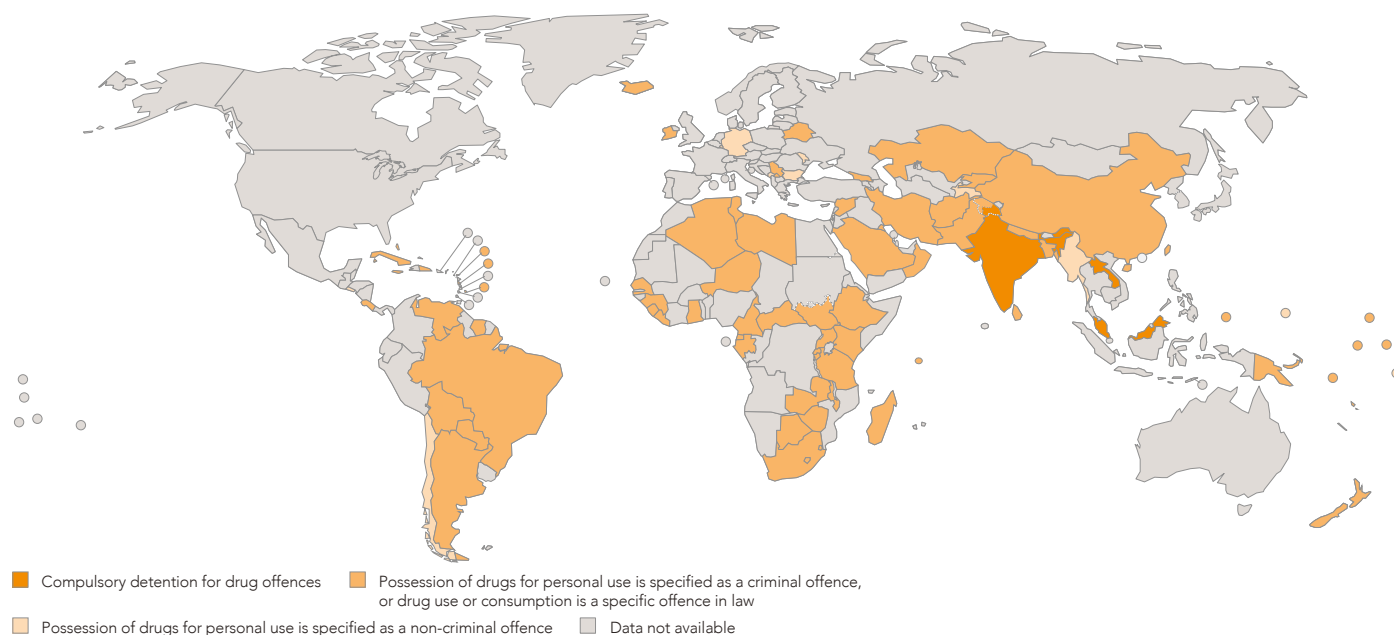 Compulsory detention for drug offences
Possession of drugs for personal use is specified as a criminal offence,
or drug use or consumption is a specific offence in law
Possession of drugs for personal use is specified as a non-criminal offence
Data not available